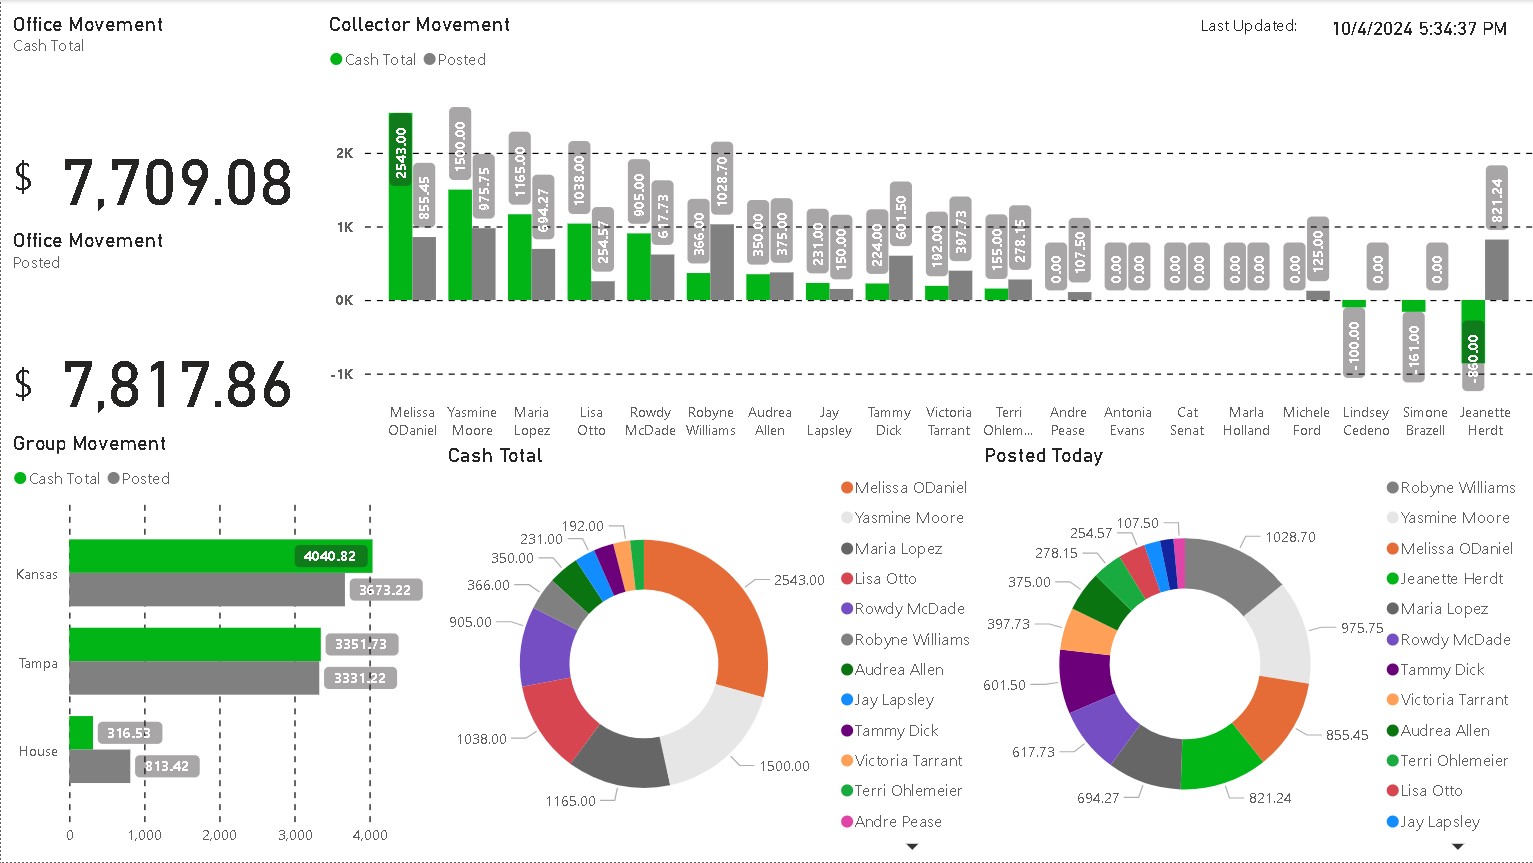 Office Movement
Cash Total
$ 7,709.08
Office Movement
Posted
$ 7,817.86
Collector Movement
Cash Total Posted
Last Updated: 10/4/2024 5:34:37 PM
2K
1K
0K
-1K
2543.00 855.45 1500.00 975.75 1165.00 694.27 1038.00 254.57 905.00 617.73 366.00 1028.70 350.00 375.00 231.00 150.00 224.00 601.50 192.00 397.73 155.00 278.15 0.00 107.50 0.00 0.00 0.00 0.00 0.00 0.00 0.00 125.00 -100.00 0.00 -161.00 0.00 -860.00 821.24
Melissa ODaniel
Yasmine Moore
Maria Lopez
Lisa Otto
Rowdy McDade
Robyne Williams
Audrea Allen
Jay Lapsley
Tammy Dick
Victoria Tarrant
Terri Ohlem...
Andre Pease
Antonia Evans
Cat Senat
Marla Holland
Michele Ford
Lindsey Cedeno
Simone Brazell
Jeanette Herdt
Group Movement
Cash Total Posted
Kansas
4040.82
3673.22
Tampa
3351.73
3331.22
House
316.53
813.42
0 1,000 2,000 3,000 4,000
Cash Total
192.00
231.00
350.00
366.00
905.00
1038.00
1165.00
1500.00
2543.00
Melissa ODaniel
Yasmine Moore
Maria Lopez
Lisa Otto
Rowdy McDade
Robyne Williams
Audrea Allen
Jay Lapsley
Tammy Dick
Victoria Tarrant
Terri Ohlemeier
Andre Pease
Posted Today
107.50
254.57
278.15
375.00
397.73
601.50
617.73
694.27
821.24
855.45
975.75
1028.70
Robyne Williams
Yasmine Moore
Melissa ODaniel
Jeanette Herdt
Maria Lopez
Rowdy McDade
Tammy Dick
Victoria Tarrant
Audrea Allen
Terri Ohlemeier
Lisa Otto
Jay Lapsley